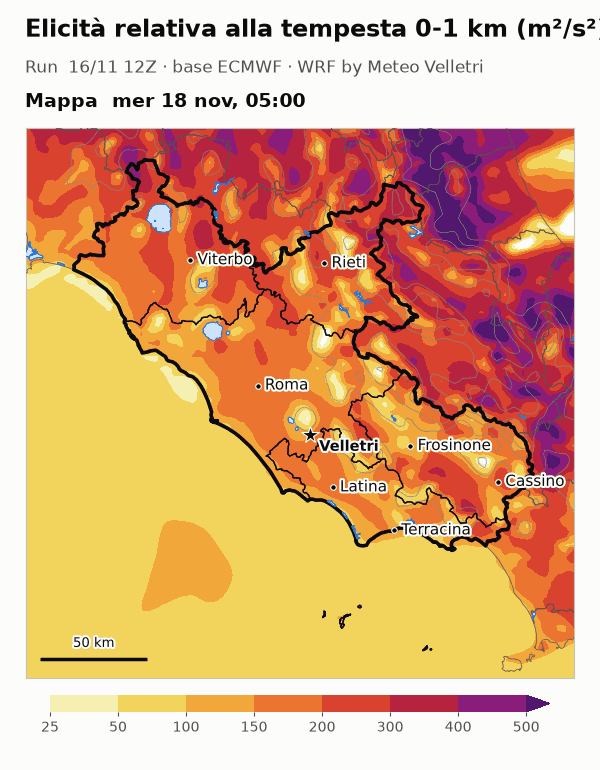 Elicità relativa alla tempesta 0-1 km (m²/s²)
Run 16/11 12Z · base ECMWF · WRF by Meteo Velletri
Mappa mer 18 nov, 05:00
Viterbo
Rieti
Roma
Velletri
Frosinone
Cassino
Latina
Terracina
50 km
25 50 100 150 200 300 400 500